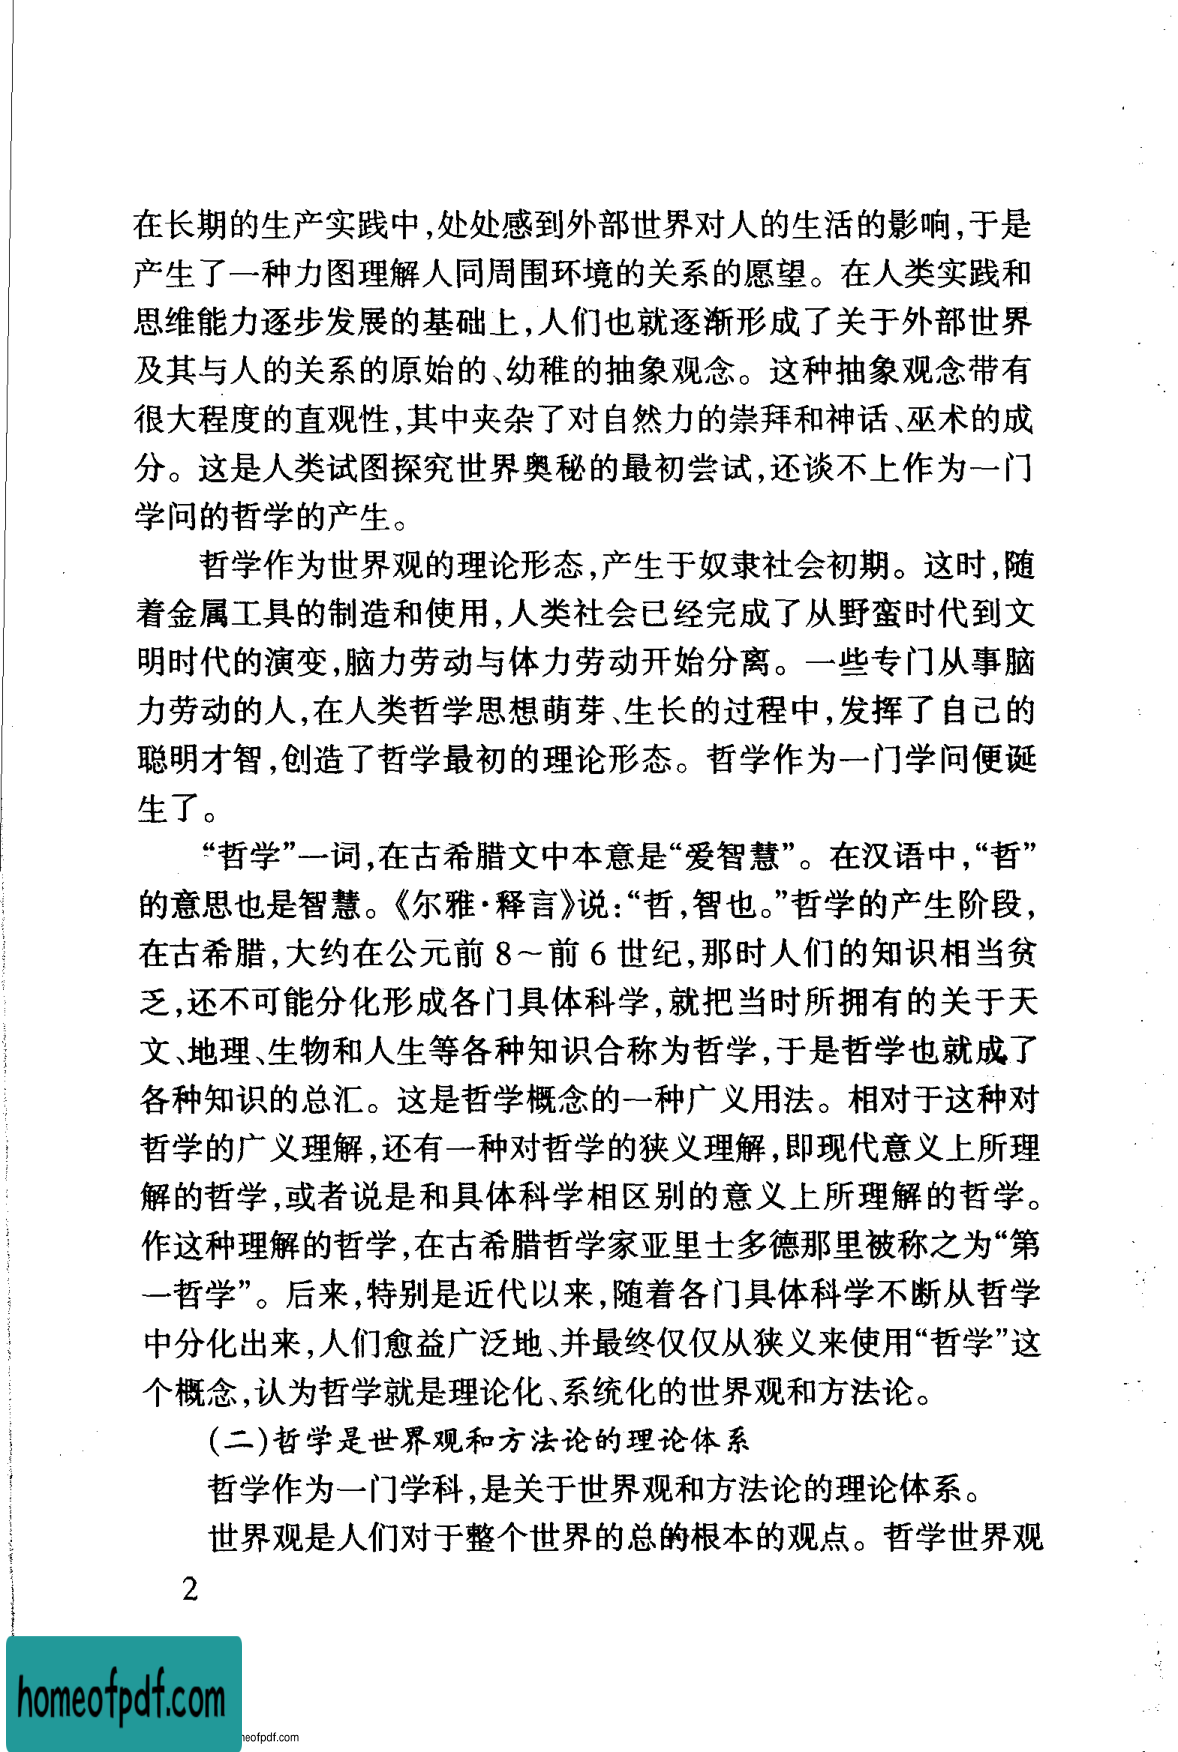 在长期的生产实践中,处处感到外部世界对人的生活的影响,于是
产生了一种力图理解人同周围环境的关系的愿望。在人类实践和
思维能力逐步发展的基础上,人们也就逐渐形成了关于外部世界
及其与人的关系的原始的、幼稚的抽象观念。这种抽象观念带有
很大程度的直观性,其中夹杂了对自然力的崇拜和神话、巫术的成
分。这是人类试图探究世界奥秘的最初尝试,还谈不上作为一门
学问的哲学的产生。
哲学作为世界观的理论形态,产生于奴隶社会初期。这时,随
着金属工具的制造和使用,人类社会已经完成了从野蛮时代到文
明时代的演变,脑力劳动与体力劳动开始分离。一些专门从事脑
力劳动的人,在人类哲学思想萌芽、生长的过程中,发挥了自己的
聪明才智,创造了哲学最初的理论形态。哲学作为一门学问便诞
生了。
“哲学”一词,在古希腊文中本意是“爱智慧”。在汉语中,“哲”
的意思也是智慧。《尔雅·释言》说:“哲,智也。”哲学的产生阶段,
在古希腊,大约在公元前 8～前 6 世纪,那时人们的知识相当贫
乏,还不可能分化形成各门具体科学,就把当时所拥有的关于天
文、地理、生物和人生等各种知识合称为哲学,于是哲学也就成了
各种知识的总汇。这是哲学概念的一种广义用法。相对于这种对
哲学的广义理解,还有一种对哲学的狭义理解,即现代意义上所理
解的哲学,或者说是和具体科学相区别的意义上所理解的哲学。
作这种理解的哲学,在古希腊哲学家亚里士多德那里被称之为“第
一哲学”。后来,特别是近代以来,随着各门具体科学不断从哲学
中分化出来,人们愈益广泛地、并最终仅仅从狭义来使用“哲学”这
个概念,认为哲学就是理论化、系统化的世界观和方法论。
(二)哲学是世界观和方法论的理论体系
哲学作为一门学科,是关于世界观和方法论的理论体系。
世界观是人们对于整个世界的总的根本的观点。哲学世界观
2
homeofpdf.com
neofpdf.com